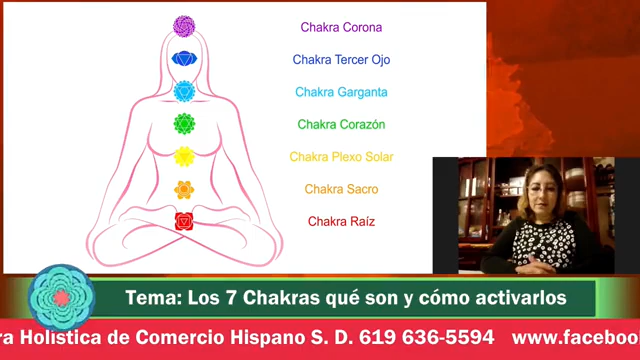 Chakra Corona
Chakra Tercer Ojo
Chakra Garganta
Chakra Corazón
Chakra Plexo Solar
Chakra Sacro
Chakra Raíz
Tema: Los 7 Chakras qué son y cómo activarlos
Holística de Comercio Hispano S. D. 619 636-5594 www.faceboo